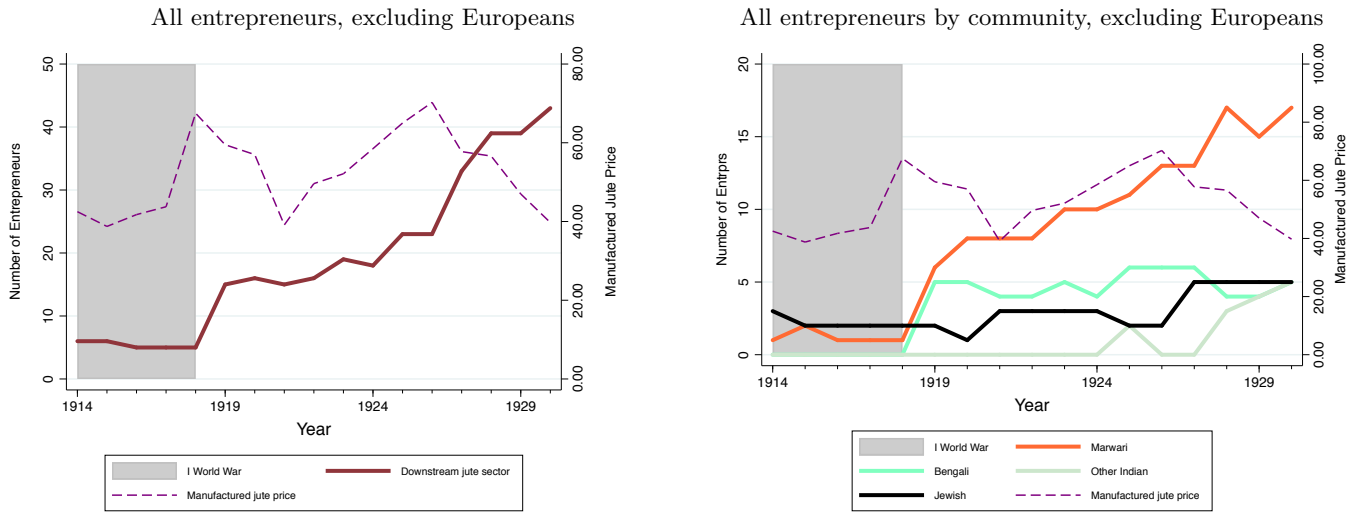 All entrepreneurs, excluding Europeans
50
40
30
20
10
0
Number of Entrepreneurs
80.00
60.00
40.00
20.00
0.00
Manufactured Jute Price
1914
1919
1924
1929
Year
I World War
Downstream jute sector
Manufactured jute price
All entrepreneurs by community, excluding Europeans
20
15
10
5
0
Number of Entrprs
100.00
80.00
60.00
40.00
20.00
0.00
Manufactured Jute Price
1914
1919
1924
1929
Year
I World War
Marwari
Bengali
Other Indian
Jewish
Manufactured jute price